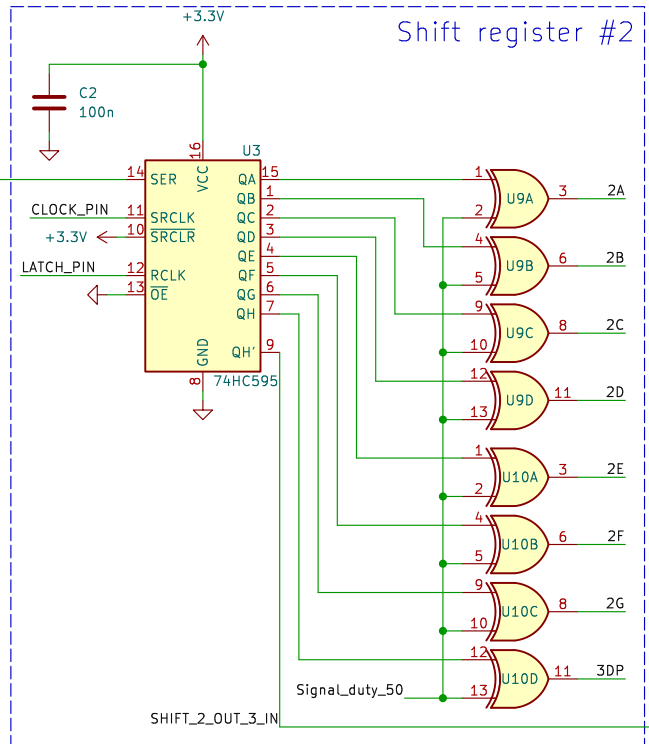 +3.3V
Shift register #2
C2
100n
16
U3
14 SER VCC QA 15
QB 1
CLOCK_PIN 11 SRCLK QC 2
+3.3V 10 SRCLR QD 3
QE 4
LATCH_PIN 12 RCLK QF 5
13 OE QG 6
QH 7
GND QH' 9
8 74HC595
1 2 U9A 3 2A
4 5 U9B 6 2B
9 10 U9C 8 2C
12 13 U9D 11 2D
1 2 U10A 3 2E
4 5 U10B 6 2F
9 10 U10C 8 2G
12 13 U10D 11 3DP
Signal_duty_50
SHIFT_2_OUT_3_IN